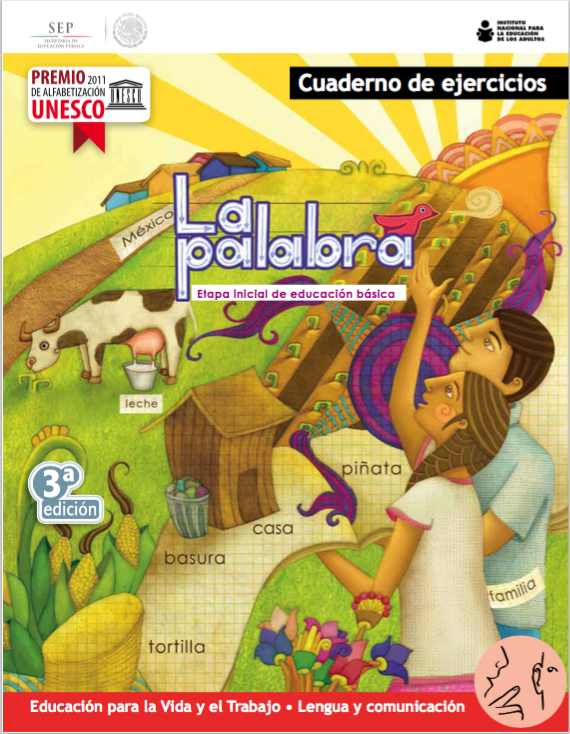 SEP
SECRETARÍA DE
EDUCACIÓN PÚBLICA
INSTITUTO
NACIONAL PARA
LA EDUCACIÓN
DE LOS ADULTOS
PREMIO 2011
DE ALFABETIZACIÓN
UNESCO
UNESCO
Cuaderno de ejercicios
México
La
palabra
Etapa inicial de educación básica
leche
3ª
edición
piñata
casa
basura
familia
tortilla
Educación para la Vida y el Trabajo • Lengua y comunicación